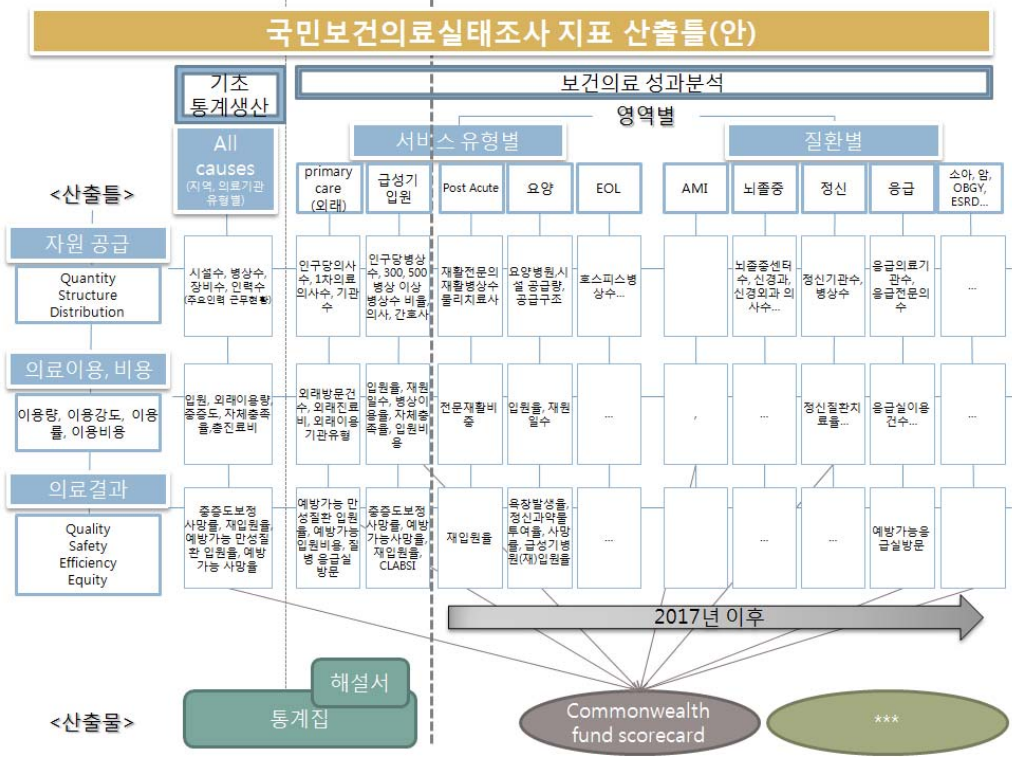 국민보건의료실태조사 지표 산출틀(안)
기초
통계생산
보건의료 성과분석
영역별
서비스 유형별
질환별
All
causes
(지역, 의료기관
유형별)
<산출틀>
primary
care
(외래)
급성기
입원
Post Acute
요양
EOL
AMI
뇌졸중
정신
응급
소아, 암,
OBGY,
ESRD...
자원 공급
Quantity
Structure
Distribution
시설수, 병상수,
장비수, 인력수
(주요인력 근무현황)
인구당의사
수, 1차의료
의사수, 기관
수
인구당병상
수, 300, 500
병상 이상
병상수 비율,
의사, 간호사
재활전문의
재활병상수
물리치료사
요양병원,시
설 공급량,
공급구조
호스피스병
상수...
뇌졸중센터
수, 신경과,
신경외과 의
사수...
정신기관수,
병상수
응급의료기
관수,
응급전문의
수
...
의료이용, 비용
이용량, 이용강도, 이용
률, 이용비용
입원, 외래이용량,
중증도, 자체충족
율,총진료비
외래방문건
수, 외래진료
비, 외래이용
기관유형
입원율, 재원
일수, 병상이
용율, 자체충
족율, 입원비
용
전문재활비
중
입원율, 재원
일수
...
,
...
정신질환치
료율...
응급실이용
건수...
...
의료결과
Quality
Safety
Efficiency
Equity
중증도보정
사망률, 재입원율,
예방가능 만성질
환 입원율, 예방
가능 사망율
예방가능 만
성질환 입원
율, 예방가능
입원비용, 질
병 응급실
방문
중증도보정
사망률, 예방
가능사망율,
재입원율,
CLABSI
재입원율
욕창발생율,
정신과약물
투여율, 사망
률, 급성기병
원(재)입원율
...
...
...
예방가능응
급실방문
...
2017년 이후
해설서
통계집
<산출물>
Commonwealth
fund scorecard
***